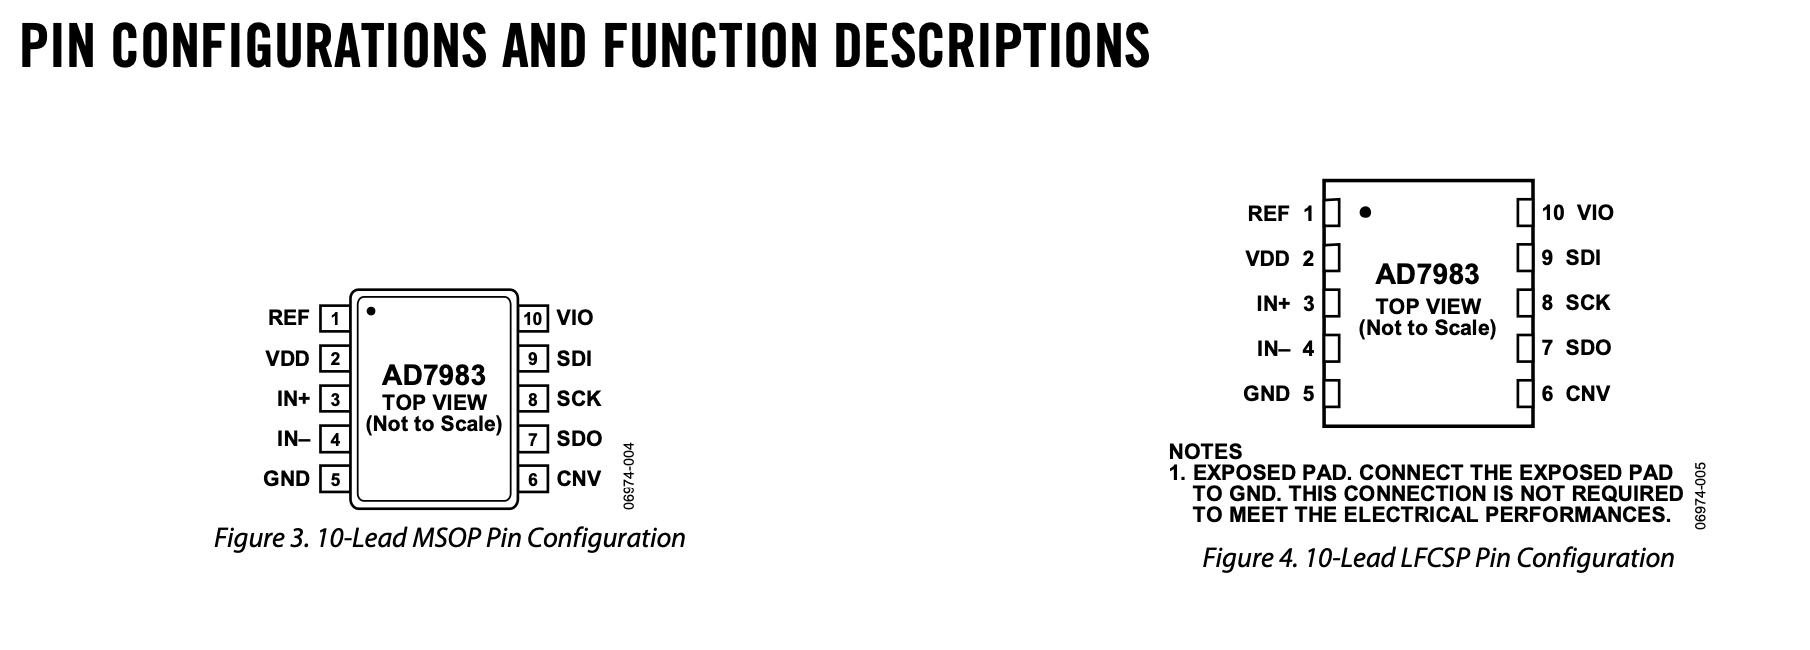 PIN CONFIGURATIONS AND FUNCTION DESCRIPTIONS
REF 1
VDD 2
IN+ 3
IN– 4
GND 5
AD7983
TOP VIEW
(Not to Scale)
10 VIO
9 SDI
8 SCK
7 SDO
6 CNV
06974-004
Figure 3. 10-Lead MSOP Pin Configuration
REF 1
VDD 2
IN+ 3
IN– 4
GND 5
AD7983
TOP VIEW
(Not to Scale)
10 VIO
9 SDI
8 SCK
7 SDO
6 CNV
NOTES
1. EXPOSED PAD. CONNECT THE EXPOSED PAD
TO GND. THIS CONNECTION IS NOT REQUIRED
TO MEET THE ELECTRICAL PERFORMANCES.
06974-005
Figure 4. 10-Lead LFCSP Pin Configuration